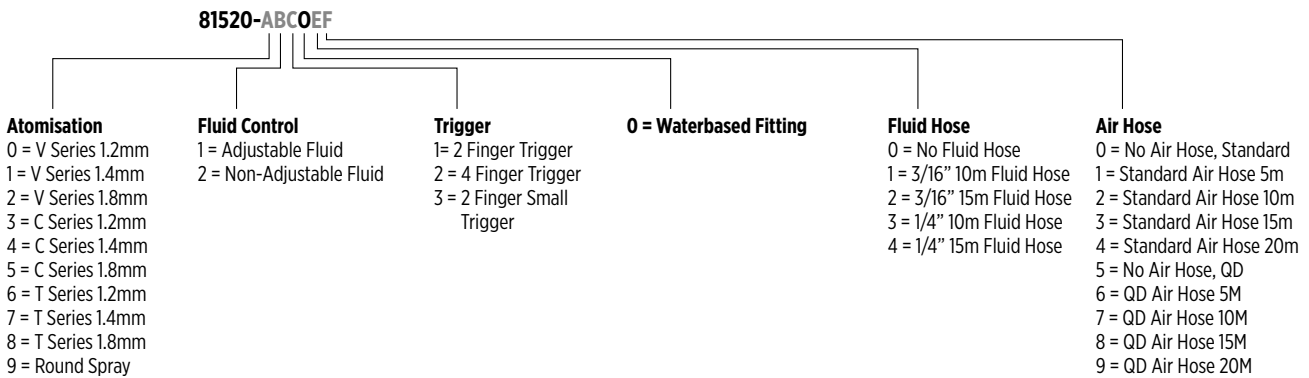 81520-ABC0EF
Atomisation
0 = V Series 1.2mm
1 = V Series 1.4mm
2 = V Series 1.8mm
3 = C Series 1.2mm
4 = C Series 1.4mm
5 = C Series 1.8mm
6 = T Series 1.2mm
7 = T Series 1.4mm
8 = T Series 1.8mm
9 = Round Spray
Fluid Control
1 = Adjustable Fluid
2 = Non-Adjustable Fluid
Trigger
1= 2 Finger Trigger
2 = 4 Finger Trigger
3 = 2 Finger Small
Trigger
0 = Waterbased Fitting
Fluid Hose
0 = No Fluid Hose
1 = 3/16” 10m Fluid Hose
2 = 3/16” 15m Fluid Hose
3 = 1/4” 10m Fluid Hose
4 = 1/4” 15m Fluid Hose
Air Hose
0 = No Air Hose, Standard
1 = Standard Air Hose 5m
2 = Standard Air Hose 10m
3 = Standard Air Hose 15m
4 = Standard Air Hose 20m
5 = No Air Hose, QD
6 = QD Air Hose 5M
7 = QD Air Hose 10M
8 = QD Air Hose 15M
9 = QD Air Hose 20M